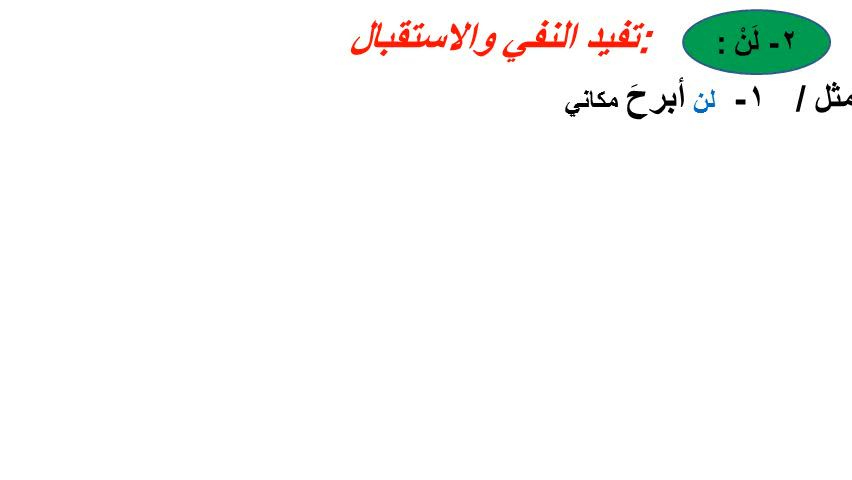 ٢- لَنْ : تفيد النفي والاستقبال:
مثل / ١- لن أبرحَ مكاني